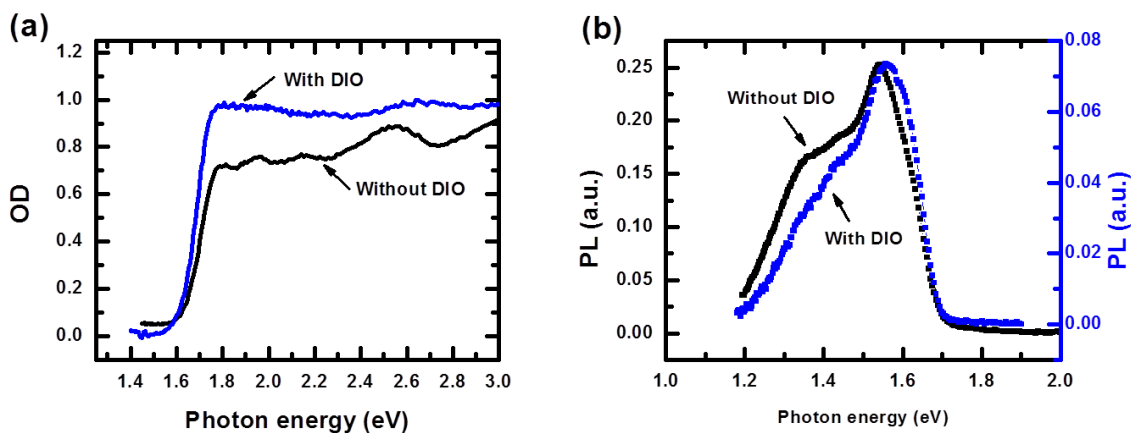 (a)
OD
1.2
1.0
0.8
0.6
0.4
0.2
0.0
With DIO
Without DIO
1.4 1.6 1.8 2.0 2.2 2.4 2.6 2.8 3.0
Photon energy (eV)
(b)
PL (a.u.)
0.25
0.20
0.15
0.10
0.05
0.00
Without DIO
With DIO
0.08
0.06
0.04
0.02
0.00
PL (a.u.)
1.0 1.2 1.4 1.6 1.8 2.0
Photon energy (eV)